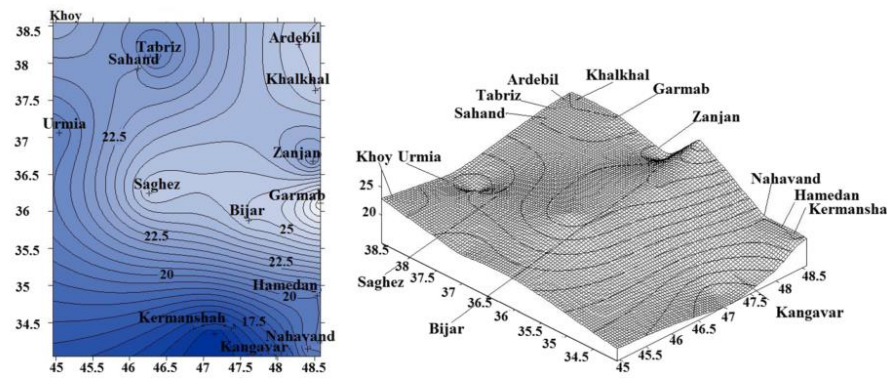 Khoy
38.5
38
37.5
37
36.5
36
35.5
35
34.5
Ardebil
Tabriz
Sahand
Khalkhal
Urmia
22.5
Zanjan
Saghez
Garmab
Bijar
25
22.5
22.5
20
Hamedan
20
Kermanshah
17.5
Nahavand
Kangavar
45 45.5 46 46.5 47 47.5 48 48.5
Ardebil Khalkhal
Tabriz Garmab
Sahand
Zanjan
Khoy Urmia
Nahavand
Hamedan
Kermansha
25
20
38.5
38
37.5
37
36.5
36
35.5
35
34.5
Saghez
Bijar
Kangavar
45
45.5
46
46.5
47
47.5
48
48.5